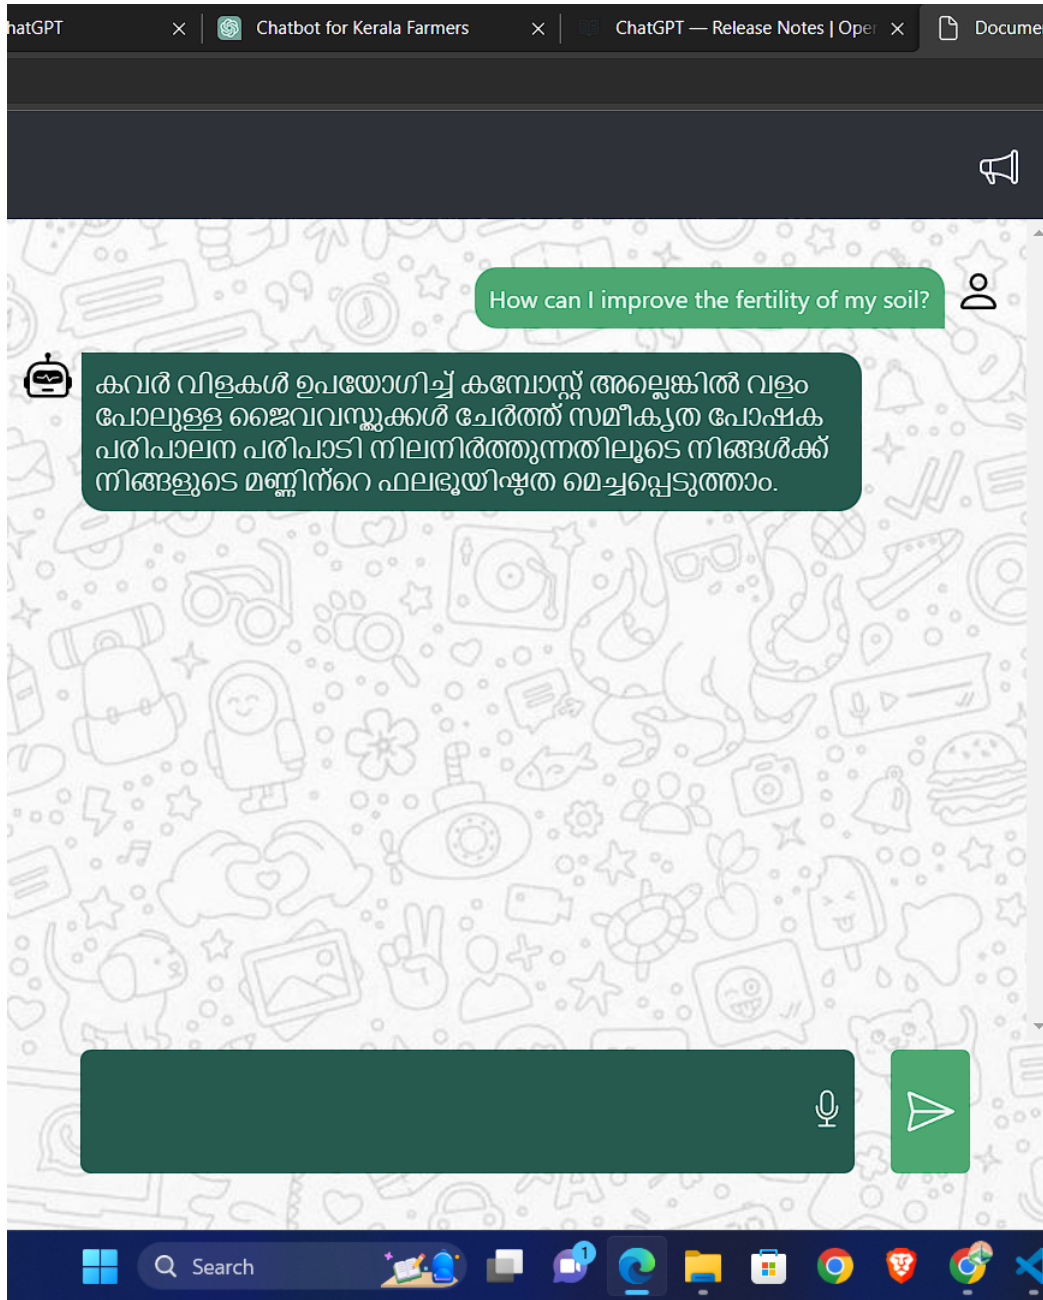 hatGPT
Chatbot for Kerala Farmers
ChatGPT — Release Notes | Oper
Docume
How can I improve the fertility of my soil?
കവർ വിളകൾ ഉപയോഗിച്ച് കമ്പോസ്റ്റ് അല്ലെങ്കിൽ വളം
പോലുള്ള ജൈവവസ്തുക്കൾ ചേർത്ത് സമീകൃത പോഷക
പരിപാലന പരിപാടി നിലനിർത്തുന്നതിലൂടെ നിങ്ങൾക്ക്
നിങ്ങളുടെ മണ്ണിന്റെ ഫലഭൂയിഷ്ഠത മെച്ചപ്പെടുത്താം.
Search
1